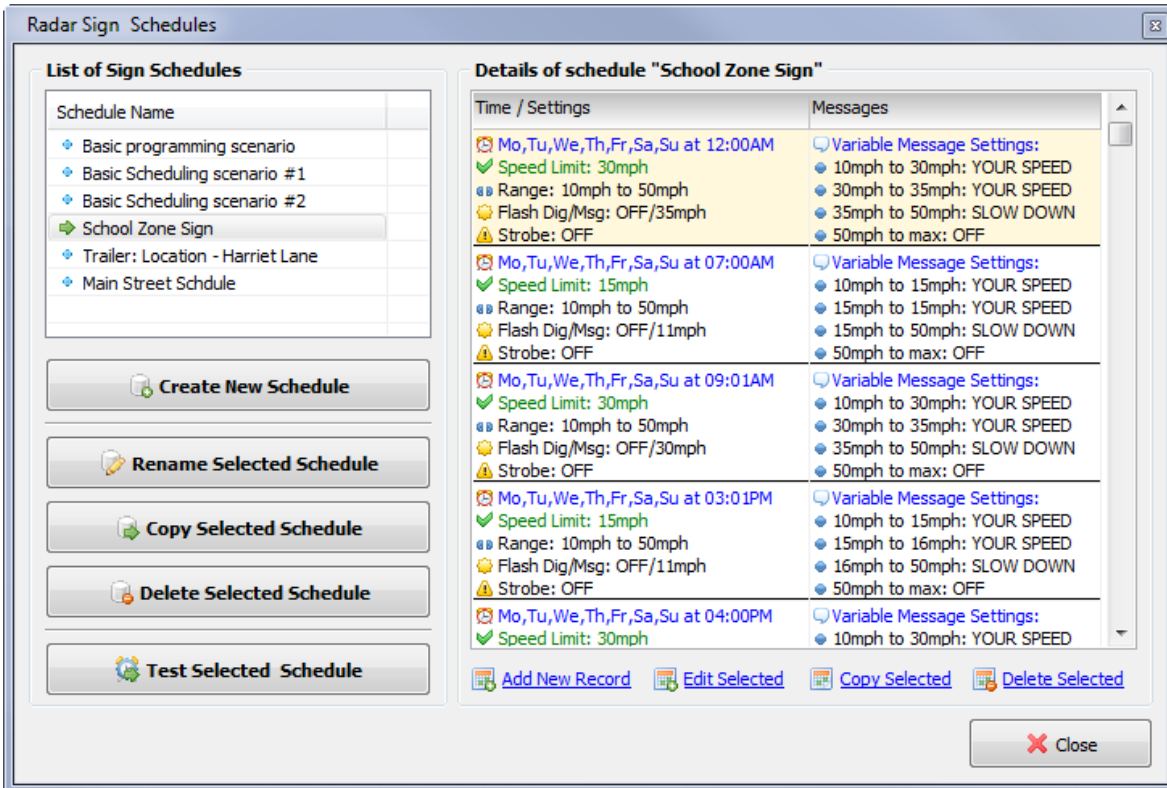 Radar Sign  Schedules
List of Sign Schedules
Schedule Name
Basic programming scenario
Basic Scheduling scenario #1
Basic Scheduling scenario #2
School Zone Sign
Trailer: Location - Harriet Lane
Main Street Schdule
Create New Schedule
Rename Selected Schedule
Copy Selected Schedule
Delete Selected Schedule
Test Selected  Schedule
Details of schedule "School Zone Sign"
Time / Settings Messages
Mo,Tu,We,Th,Fr,Sa,Su at 12:00AM Variable Message Settings:
Speed Limit: 30mph 10mph to 30mph: YOUR SPEED
Range: 10mph to 50mph 30mph to 35mph: YOUR SPEED
Flash Dig/Msg: OFF/35mph 35mph to 50mph: SLOW DOWN
Strobe: OFF 50mph to max: OFF
Mo,Tu,We,Th,Fr,Sa,Su at 07:00AM Variable Message Settings:
Speed Limit: 15mph 10mph to 15mph: YOUR SPEED
Range: 10mph to 50mph 15mph to 15mph: YOUR SPEED
Flash Dig/Msg: OFF/11mph 15mph to 50mph: SLOW DOWN
Strobe: OFF 50mph to max: OFF
Mo,Tu,We,Th,Fr,Sa,Su at 09:01AM Variable Message Settings:
Speed Limit: 30mph 10mph to 30mph: YOUR SPEED
Range: 10mph to 50mph 30mph to 35mph: YOUR SPEED
Flash Dig/Msg: OFF/30mph 35mph to 50mph: SLOW DOWN
Strobe: OFF 50mph to max: OFF
Mo,Tu,We,Th,Fr,Sa,Su at 03:01PM Variable Message Settings:
Speed Limit: 15mph 10mph to 15mph: YOUR SPEED
Range: 10mph to 50mph 15mph to 16mph: YOUR SPEED
Flash Dig/Msg: OFF/11mph 16mph to 50mph: SLOW DOWN
Strobe: OFF 50mph to max: OFF
Mo,Tu,We,Th,Fr,Sa,Su at 04:00PM Variable Message Settings:
Speed Limit: 30mph 10mph to 30mph: YOUR SPEED
Add New Record Edit Selected Copy Selected Delete Selected
Close